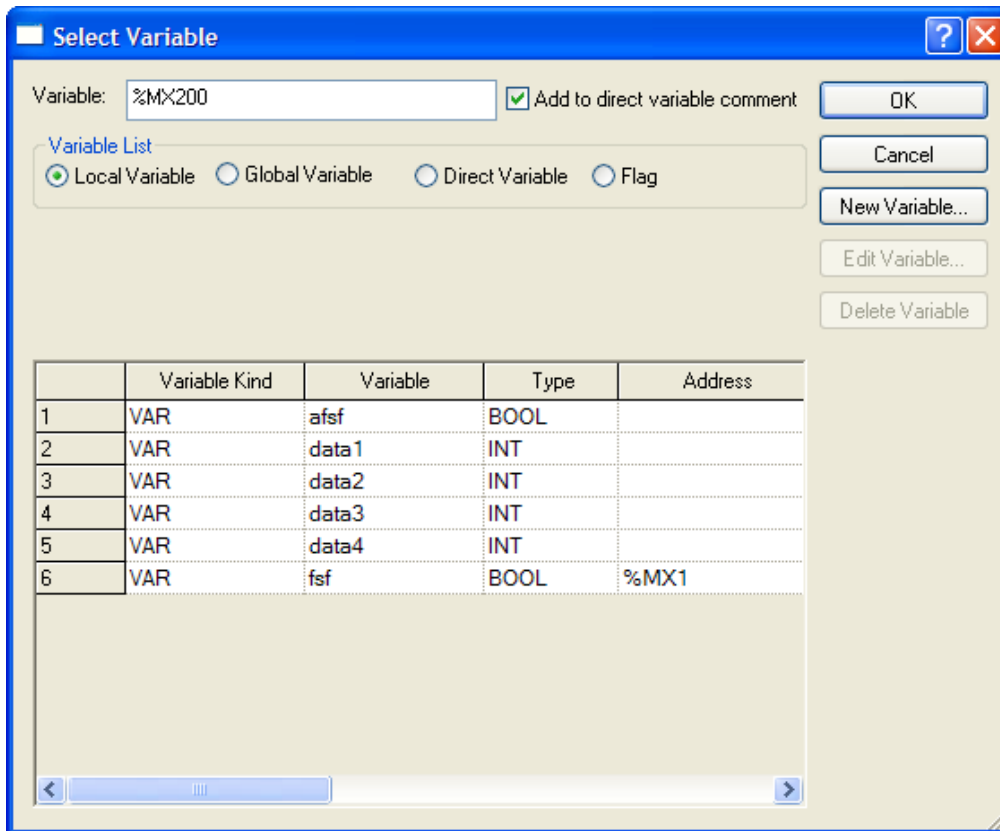 Select Variable
Variable: %MX200 Add to direct variable comment OK
Variable List
Cancel
Local Variable Global Variable Direct Variable Flag
New Variable...
Edit Variable...
Delete Variable
Variable Kind Variable Type Address
1 VAR afsf BOOL
2 VAR data1 INT
3 VAR data2 INT
4 VAR data3 INT
5 VAR data4 INT
6 VAR fsf BOOL %MX1